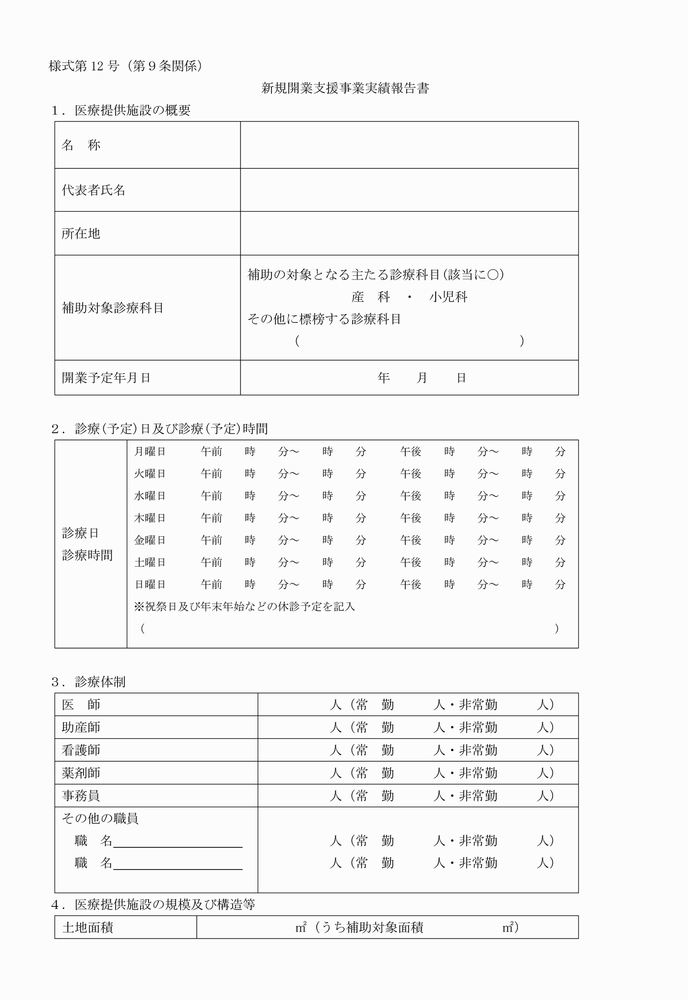 様式第 12 号（第９条関係）
新規開業支援事業実績報告書
１．医療提供施設の概要
名　称
代表者氏名
所在地
補助対象診療科目
補助の対象となる主たる診療科目(該当に○)
産　科　・　小児科
その他に標榜する診療科目
(　　　　　　　　　　　　　　　　　)
開業予定年月日
年　　月　　日
２．診療(予定)日及び診療(予定)時間
診療日
診療時間
月曜日　　　午前　　時　　分～　　時　　分　　　午後　　時　　分～　　時　　分
火曜日　　　午前　　時　　分～　　時　　分　　　午後　　時　　分～　　時　　分
水曜日　　　午前　　時　　分～　　時　　分　　　午後　　時　　分～　　時　　分
木曜日　　　午前　　時　　分～　　時　　分　　　午後　　時　　分～　　時　　分
金曜日　　　午前　　時　　分～　　時　　分　　　午後　　時　　分～　　時　　分
土曜日　　　午前　　時　　分～　　時　　分　　　午後　　時　　分～　　時　　分
日曜日　　　午前　　時　　分～　　時　　分　　　午後　　時　　分～　　時　　分
※祝祭日及び年末年始などの休診予定を記入
(　　　　　　　　　　　　　　　　　　　　　　　　　　　　　　　　　　　　　)
３．診療体制
医　師　　人（常　勤　　　人・非常勤　　　人）
助産師　　人（常　勤　　　人・非常勤　　　人）
看護師　　人（常　勤　　　人・非常勤　　　人）
薬剤師　　人（常　勤　　　人・非常勤　　　人）
事務員　　人（常　勤　　　人・非常勤　　　人）
その他の職員
職　名＿＿＿＿＿＿＿＿＿＿　　人（常　勤　　　人・非常勤　　　人）
職　名＿＿＿＿＿＿＿＿＿＿　　人（常　勤　　　人・非常勤　　　人）
４．医療提供施設の規模及び構造等
土地面積　　㎡（うち補助対象面積　　　　　　㎡）